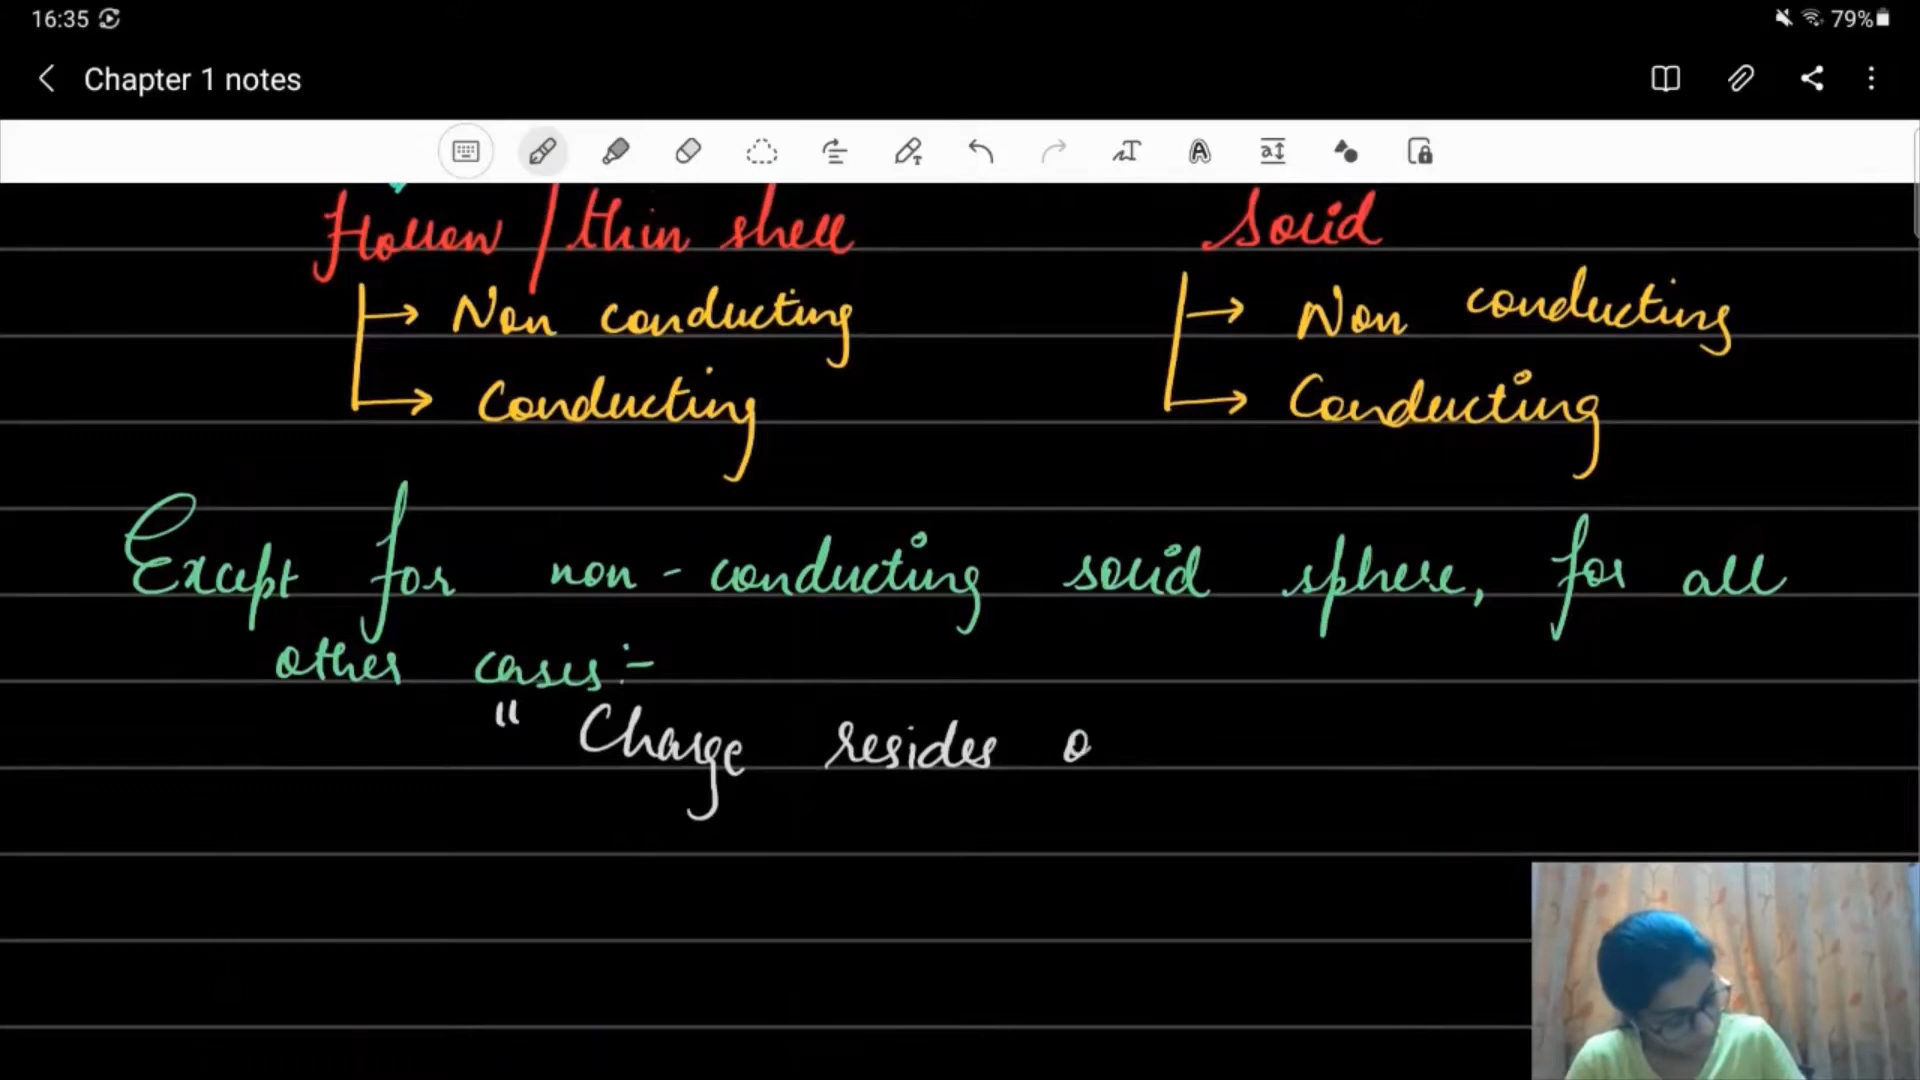 16:35 79%
Chapter 1 notes
Hollow / thin shell Solid
→ Non conducting → Non conducting
→ Conducting → Conducting
Except for non-conducting solid sphere, for all
other cases:-
" Charge resides o